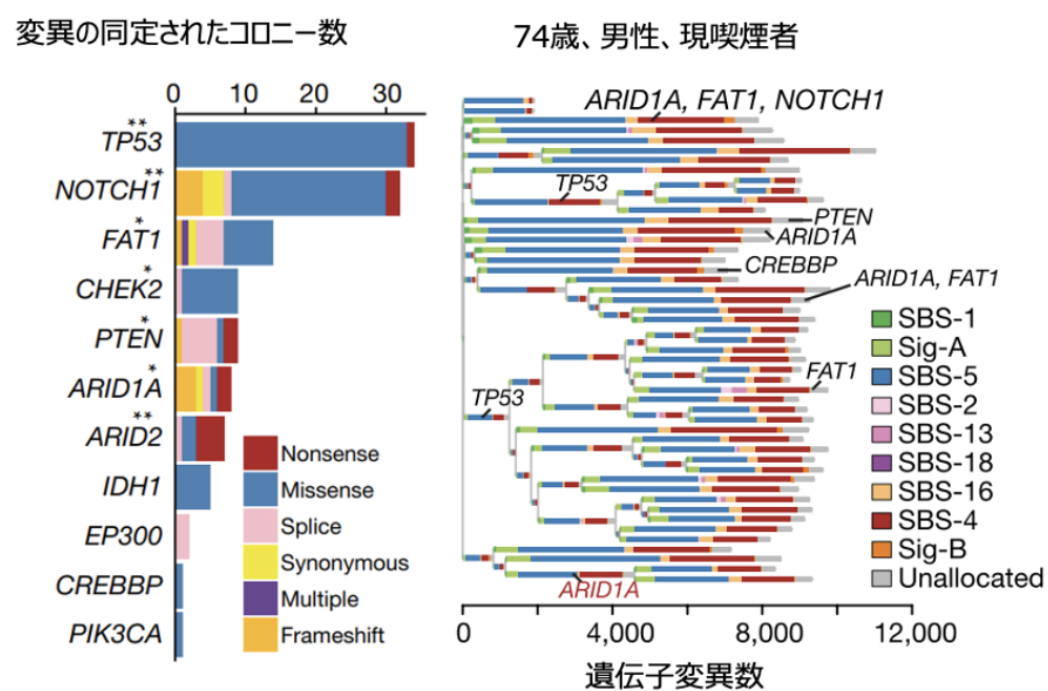 変異の同定されたコロニー数
0 10 20 30
TP53 **
NOTCH1 **
FAT1 *
CHEK2 *
PTEN *
ARID1A *
ARID2 **
IDH1
EP300
CREBBP
PIK3CA
Nonsense
Missense
Splice
Synonymous
Multiple
Frameshift
74歳、男性、現喫煙者
ARID1A, FAT1, NOTCH1
TP53
PTEN
ARID1A
CREBBP
ARID1A, FAT1
FAT1
TP53
ARID1A
SBS-1
Sig-A
SBS-5
SBS-2
SBS-13
SBS-18
SBS-16
SBS-4
Sig-B
Unallocated
0 4,000 8,000 12,000
遺伝子変異数